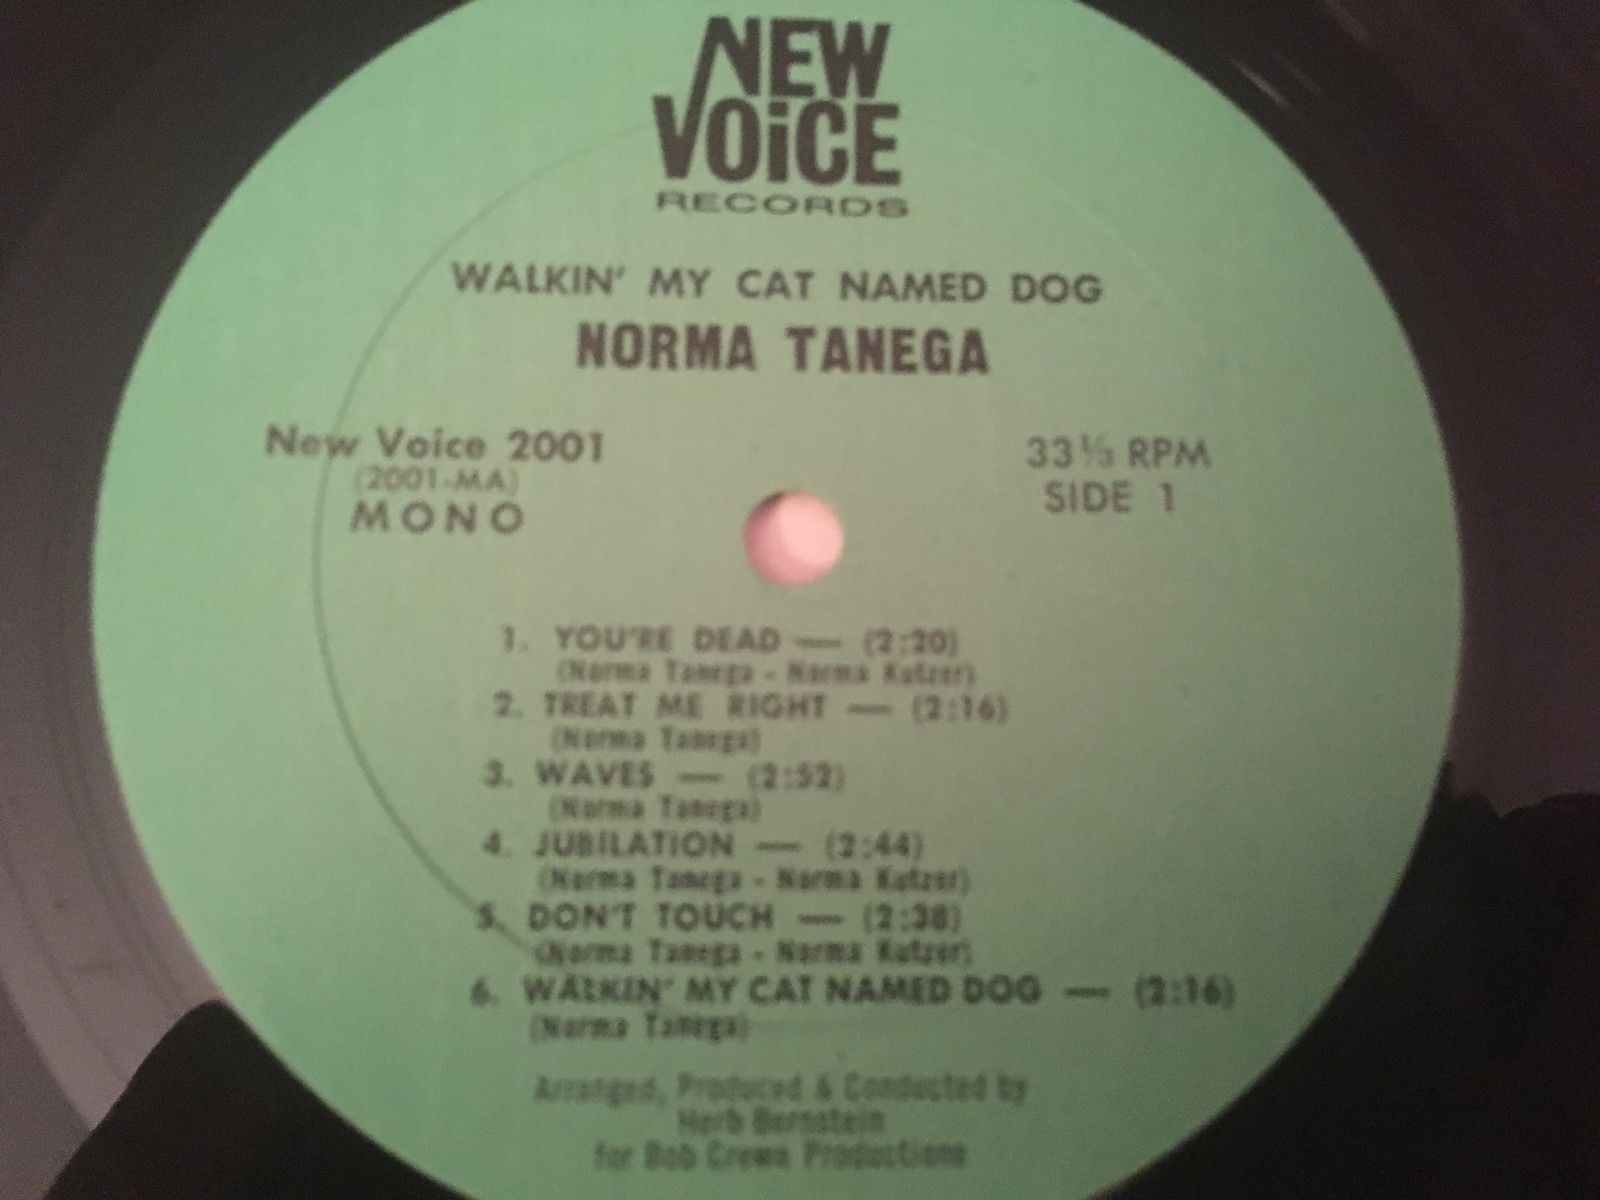 NEW
VOiCE
RECORDS
WALKIN' MY CAT NAMED DOG
NORMA TANEGA
New Voice 2001
(2001-MA)
MONO
33⅓ RPM
SIDE 1
1. YOU'RE DEAD — (2:20)
(Norma Tanega - Norma Kutzer)
2. TREAT ME RIGHT — (2:16)
(Norma Tanega)
3. WAVES — (2:52)
(Norma Tanega)
4. JUBILATION — (2:44)
(Norma Tanega - Norma Kutzer)
5. DON'T TOUCH — (2:38)
(Norma Tanega - Norma Kutzer)
6. WALKIN' MY CAT NAMED DOG — (2:16)
(Norma Tanega)
Arranged, Produced & Conducted by
Herb Bernstein
for Bob Crewe Productions